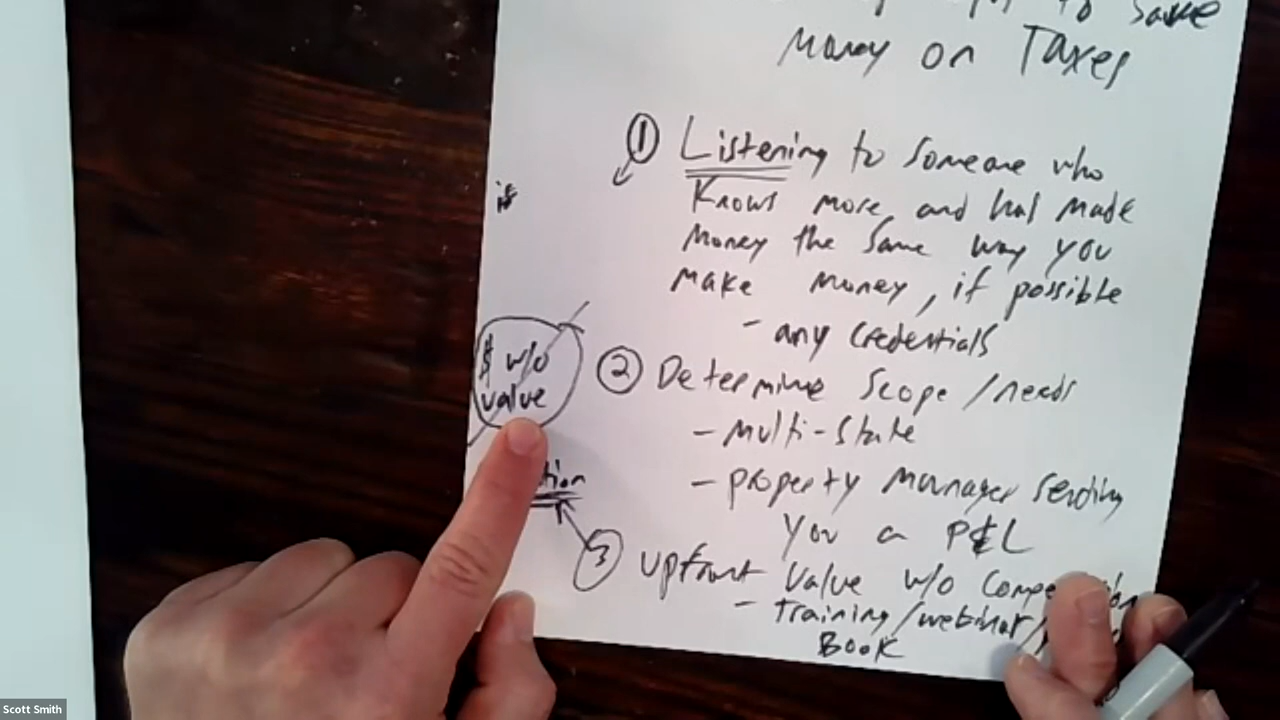 to save
Money on Taxes
① Listening to someone who
Knows more, and has made
Money the same way you
Make money, if possible
- any credentials
$ w/o
value
② Determine Scope / needs
- Multi-State
- property Manager sending
You a P&L
③ Upfront Value w/o
- training/webinar/
Book
Scott Smith